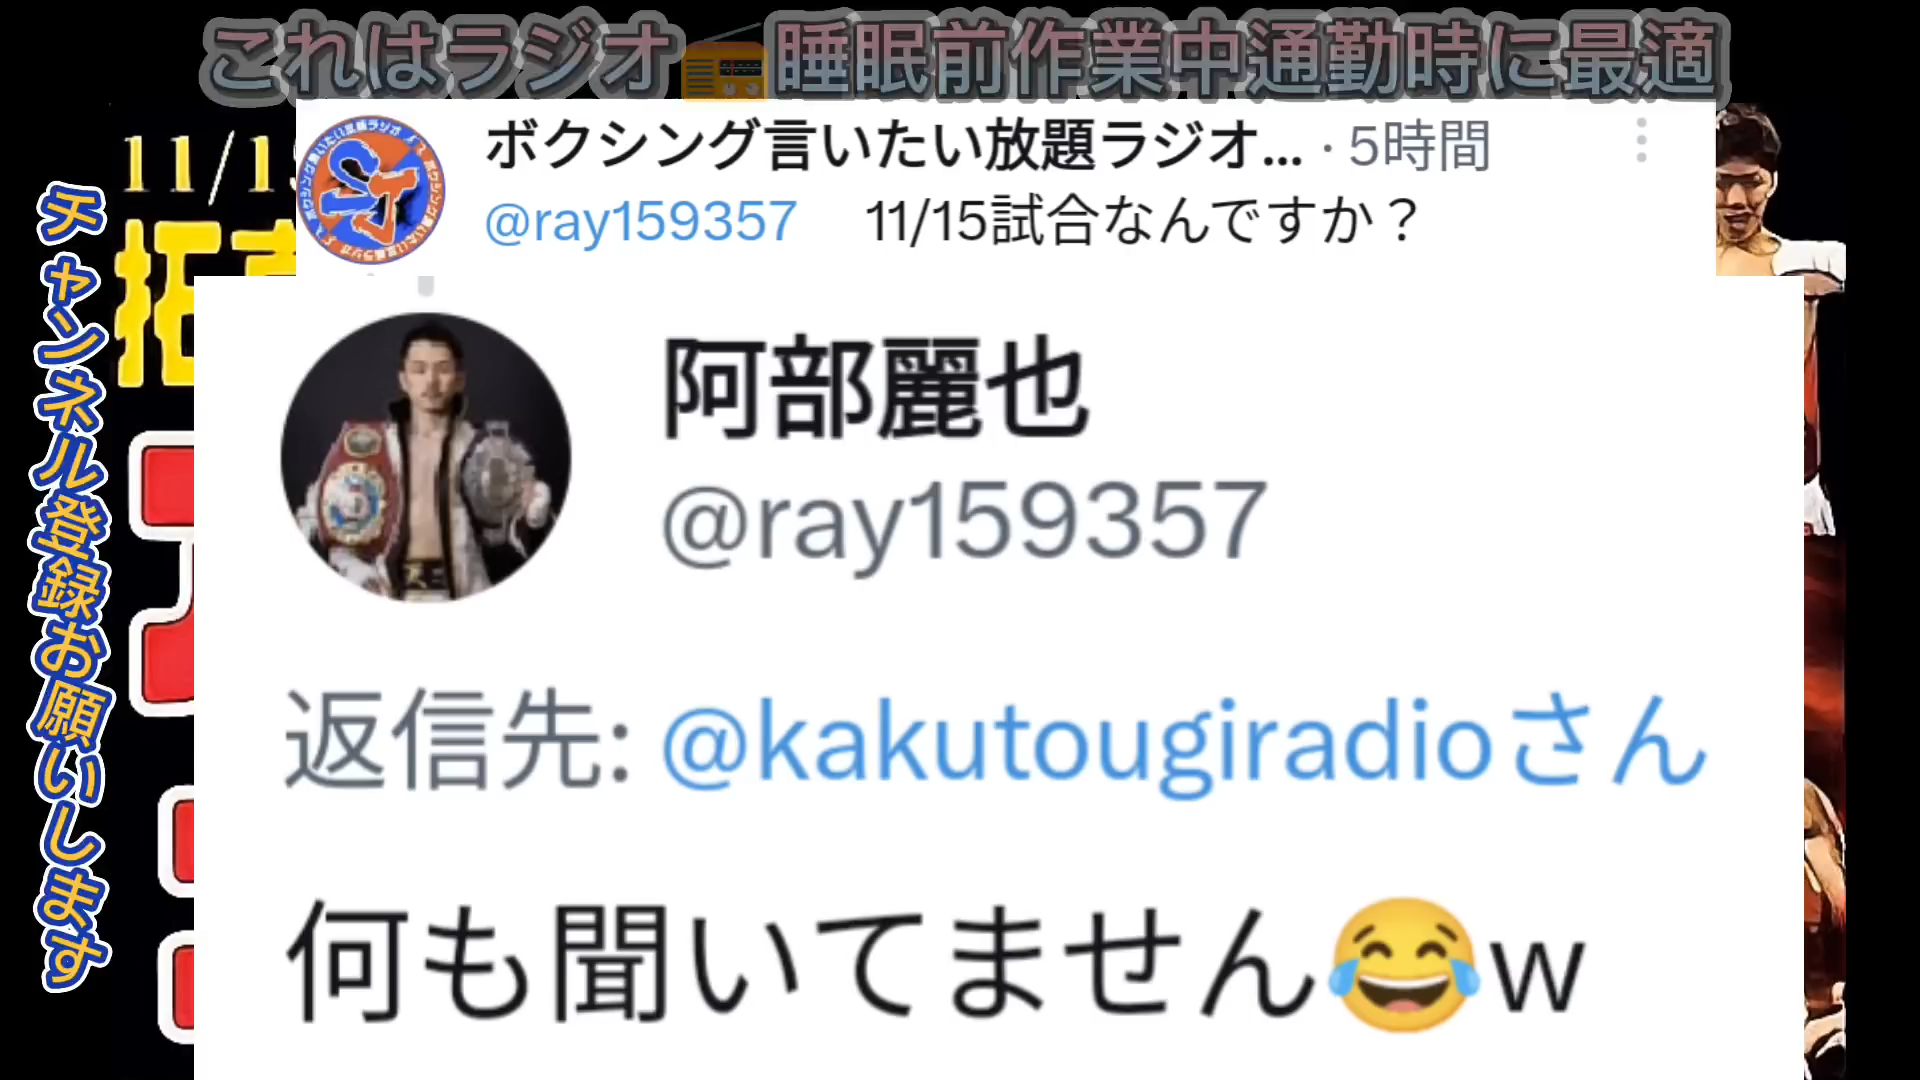 これはラジオ📻睡眠前作業中通勤時に最適
ボクシング言いたい放題ラジオ... · 5時間
@ray159357 11/15試合なんですか？
11/1
拓
チャンネル登録お願いします
阿部麗也
@ray159357
返信先: @kakutougiradioさん
何も聞いてません😂w